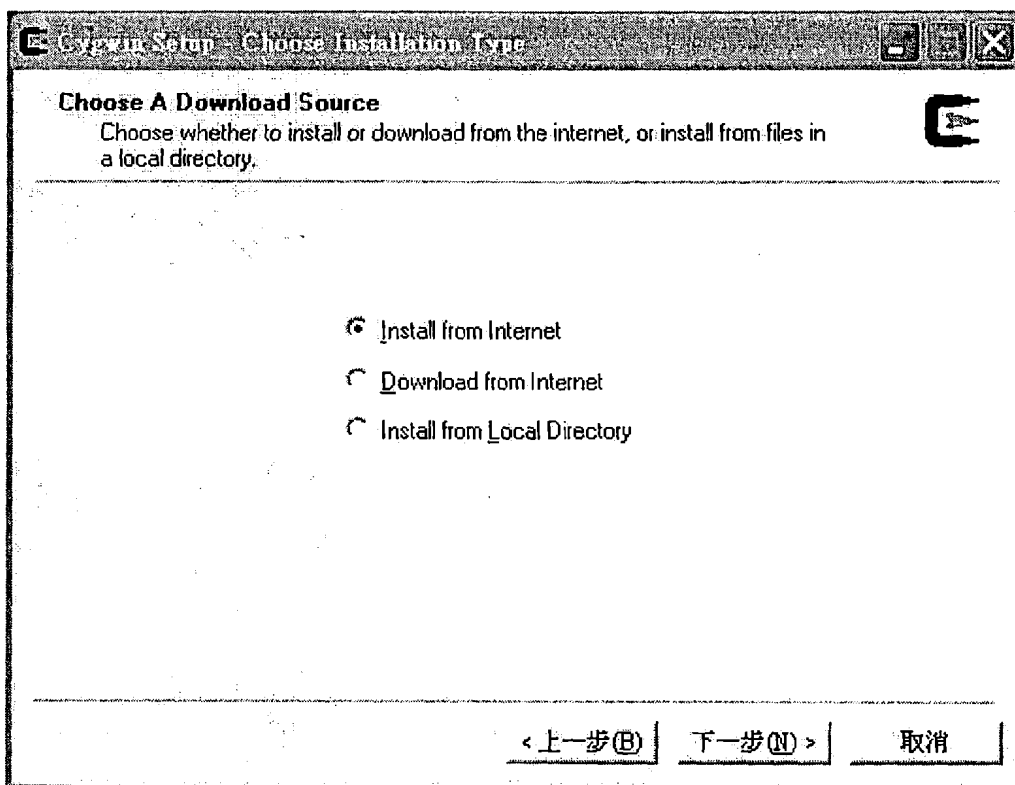 Cygwin Setup - Choose Installation Type
Choose A Download Source
Choose whether to install or download from the internet, or install from files in
a local directory.
Install from Internet
Download from Internet
Install from Local Directory
< 上一步(B)
下一步(N) >
取消